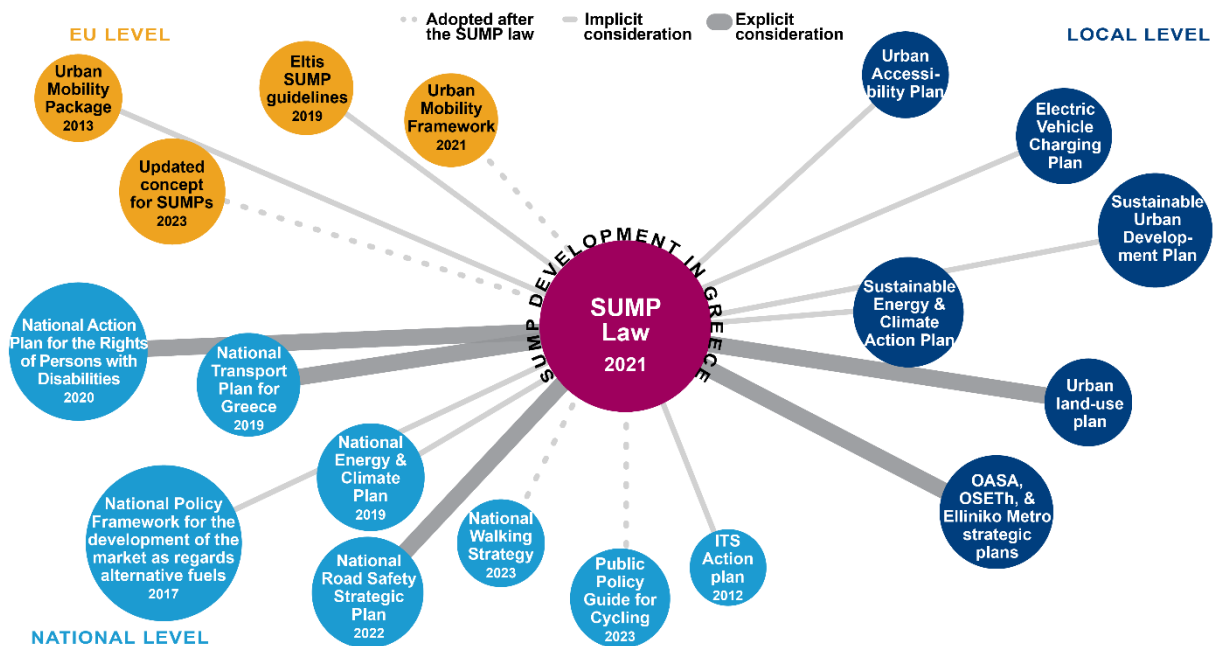 Adopted after
the SUMP law
Implicit
consideration
Explicit
consideration
EU LEVEL
LOCAL LEVEL
Urban
Mobility
Package
2013
Eltis
SUMP
guidelines
2019
Urban
Mobility
Framework
2021
Updated
concept
for SUMPs
2023
Urban
Accessi-
bility Plan
Electric
Vehicle
Charging
Plan
Sustainable
Urban
Develop-
ment Plan
Sustainable
Energy &
Climate
Action Plan
SUMP DEVELOPMENT IN GREECE
SUMP
Law
2021
National Action
Plan for the Rights
of Persons with
Disabilities
2020
National
Transport
Plan for
Greece
2019
Urban
land-use
plan
National
Energy &
Climate
Plan
2019
OASA,
OSETh, &
Elliniko Metro
strategic
plans
National Policy
Framework for the
development of the
market as regards
alternative fuels
2017
National
Road Safety
Strategic
Plan
2022
National
Walking
Strategy
2023
Public
Policy
Guide for
Cycling
2023
ITS
Action
plan
2012
NATIONAL LEVEL